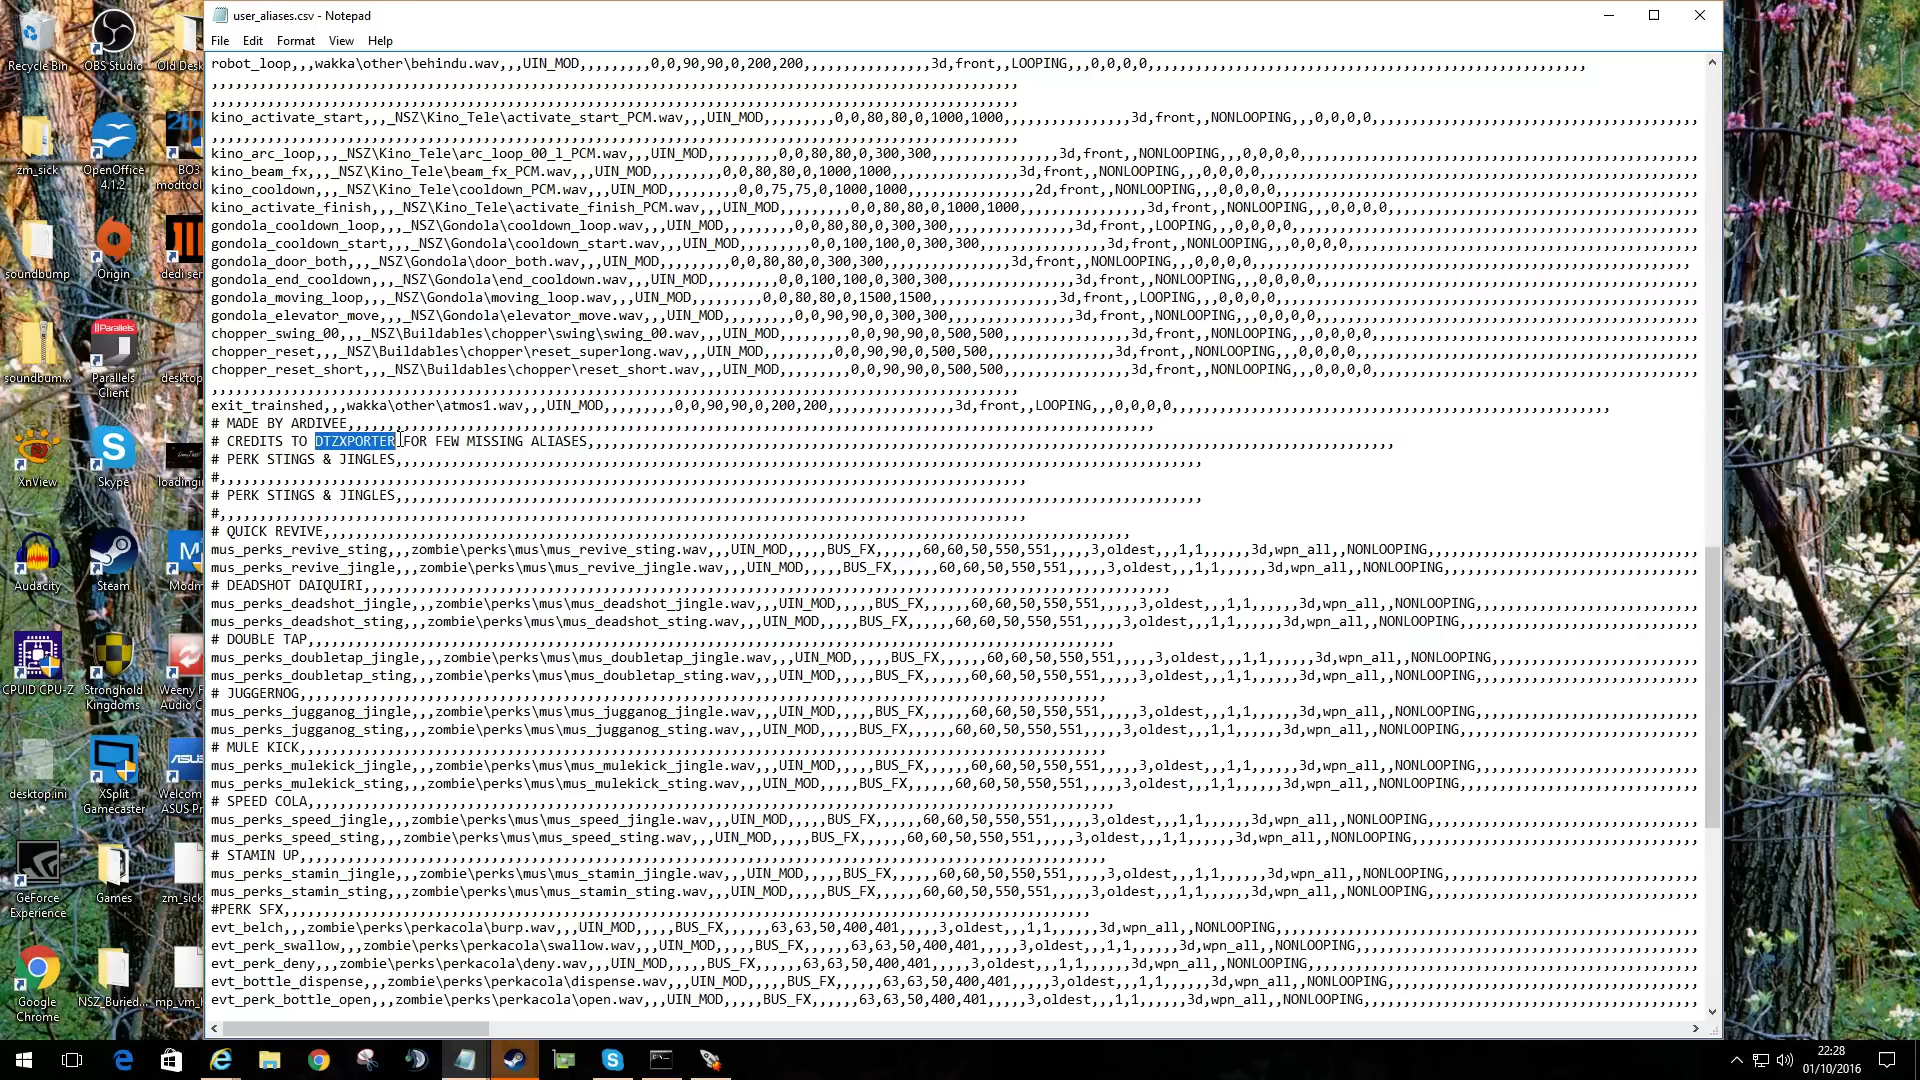 user_aliases.csv - Notepad
File Edit Format View Help
robot_loop,,,wakka\other\behindu.wav,,,UIN_MOD,,,,,,,,,0,0,90,90,0,200,200,,,,,,,,,,,,,,,,3d,front,,LOOPING,,,0,0,0,0
kino_activate_start,,,_NSZ\Kino_Tele\activate_start_PCM.wav,,,UIN_MOD,,,,,,,,,0,0,80,80,0,1000,1000,,,,,,,,,,,,,,,,3d,front,,NONLOOPING,,,0,0,0,0
kino_arc_loop,,,_NSZ\Kino_Tele\arc_loop_00_l_PCM.wav,,,UIN_MOD,,,,,,,,,0,0,80,80,0,300,300,,,,,,,,,,,,,,,,3d,front,,NONLOOPING,,,0,0,0,0
kino_beam_fx,,,_NSZ\Kino_Tele\beam_fx_PCM.wav,,,UIN_MOD,,,,,,,,,0,0,80,80,0,1000,1000,,,,,,,,,,,,,,,,3d,front,,NONLOOPING,,,0,0,0,0
kino_cooldown,,,_NSZ\Kino_Tele\cooldown_PCM.wav,,,UIN_MOD,,,,,,,,,0,0,75,75,0,1000,1000,,,,,,,,,,,,,,,,2d,front,,NONLOOPING,,,0,0,0,0
kino_activate_finish,,,_NSZ\Kino_Tele\activate_finish_PCM.wav,,,UIN_MOD,,,,,,,,,0,0,80,80,0,1000,1000,,,,,,,,,,,,,,,,3d,front,,NONLOOPING,,,0,0,0,0
gondola_cooldown_loop,,,_NSZ\Gondola\cooldown_loop.wav,,,UIN_MOD,,,,,,,,,0,0,80,80,0,300,300,,,,,,,,,,,,,,,,3d,front,,LOOPING,,,0,0,0,0
gondola_cooldown_start,,,_NSZ\Gondola\cooldown_start.wav,,,UIN_MOD,,,,,,,,,0,0,100,100,0,300,300,,,,,,,,,,,,,,,,3d,front,,NONLOOPING,,,0,0,0,0
gondola_door_both,,,_NSZ\Gondola\door_both.wav,,,UIN_MOD,,,,,,,,,0,0,80,80,0,300,300,,,,,,,,,,,,,,,,3d,front,,NONLOOPING,,,0,0,0,0
gondola_end_cooldown,,,_NSZ\Gondola\end_cooldown.wav,,,UIN_MOD,,,,,,,,,0,0,100,100,0,300,300,,,,,,,,,,,,,,,,3d,front,,NONLOOPING,,,0,0,0,0
gondola_moving_loop,,,_NSZ\Gondola\moving_loop.wav,,,UIN_MOD,,,,,,,,,0,0,80,80,0,1500,1500,,,,,,,,,,,,,,,,3d,front,,LOOPING,,,0,0,0,0
gondola_elevator_move,,,_NSZ\Gondola\elevator_move.wav,,,UIN_MOD,,,,,,,,,0,0,90,90,0,300,300,,,,,,,,,,,,,,,,3d,front,,NONLOOPING,,,0,0,0,0
chopper_swing_00,,,_NSZ\Buildables\chopper\swing\swing_00.wav,,,UIN_MOD,,,,,,,,,0,0,90,90,0,500,500,,,,,,,,,,,,,,,,3d,front,,NONLOOPING,,,0,0,0,0
chopper_reset,,,_NSZ\Buildables\chopper\reset_superlong.wav,,,UIN_MOD,,,,,,,,,0,0,90,90,0,500,500,,,,,,,,,,,,,,,,3d,front,,NONLOOPING,,,0,0,0,0
chopper_reset_short,,,_NSZ\Buildables\chopper\reset_short.wav,,,UIN_MOD,,,,,,,,,0,0,90,90,0,500,500,,,,,,,,,,,,,,,,3d,front,,NONLOOPING,,,0,0,0,0
exit_trainshed,,,wakka\other\atmos1.wav,,,UIN_MOD,,,,,,,,,0,0,90,90,0,200,200,,,,,,,,,,,,,,,,3d,front,,LOOPING,,,0,0,0,0
# MADE BY ARDIVEE
# CREDITS TO DTZXPORTER FOR FEW MISSING ALIASES
# PERK STINGS & JINGLES
#
# PERK STINGS & JINGLES
#
# QUICK REVIVE
mus_perks_revive_sting,,,zombie\perks\mus\mus_revive_sting.wav,,,UIN_MOD,,,,,BUS_FX,,,,,,60,60,50,550,551,,,,,3,oldest,,,1,1,,,,,,3d,wpn_all,,NONLOOPING
mus_perks_revive_jingle,,,zombie\perks\mus\mus_revive_jingle.wav,,,UIN_MOD,,,,,BUS_FX,,,,,,60,60,50,550,551,,,,,3,oldest,,,1,1,,,,,,3d,wpn_all,,NONLOOPING
# DEADSHOT DAIQUIRI
mus_perks_deadshot_jingle,,,zombie\perks\mus\mus_deadshot_jingle.wav,,,UIN_MOD,,,,,BUS_FX,,,,,,60,60,50,550,551,,,,,3,oldest,,,1,1,,,,,,3d,wpn_all,,NONLOOPING
mus_perks_deadshot_sting,,,zombie\perks\mus\mus_deadshot_sting.wav,,,UIN_MOD,,,,,BUS_FX,,,,,,60,60,50,550,551,,,,,3,oldest,,,1,1,,,,,,3d,wpn_all,,NONLOOPING
# DOUBLE TAP
mus_perks_doubletap_jingle,,,zombie\perks\mus\mus_doubletap_jingle.wav,,,UIN_MOD,,,,,BUS_FX,,,,,,60,60,50,550,551,,,,,3,oldest,,,1,1,,,,,,3d,wpn_all,,NONLOOPING
mus_perks_doubletap_sting,,,zombie\perks\mus\mus_doubletap_sting.wav,,,UIN_MOD,,,,,BUS_FX,,,,,,60,60,50,550,551,,,,,3,oldest,,,1,1,,,,,,3d,wpn_all,,NONLOOPING
# JUGGERNOG
mus_perks_jugganog_jingle,,,zombie\perks\mus\mus_jugganog_jingle.wav,,,UIN_MOD,,,,,BUS_FX,,,,,,60,60,50,550,551,,,,,3,oldest,,,1,1,,,,,,3d,wpn_all,,NONLOOPING
mus_perks_jugganog_sting,,,zombie\perks\mus\mus_jugganog_sting.wav,,,UIN_MOD,,,,,BUS_FX,,,,,,60,60,50,550,551,,,,,3,oldest,,,1,1,,,,,,3d,wpn_all,,NONLOOPING
# MULE KICK
mus_perks_mulekick_jingle,,,zombie\perks\mus\mus_mulekick_jingle.wav,,,UIN_MOD,,,,,BUS_FX,,,,,,60,60,50,550,551,,,,,3,oldest,,,1,1,,,,,,3d,wpn_all,,NONLOOPING
mus_perks_mulekick_sting,,,zombie\perks\mus\mus_mulekick_sting.wav,,,UIN_MOD,,,,,BUS_FX,,,,,,60,60,50,550,551,,,,,3,oldest,,,1,1,,,,,,3d,wpn_all,,NONLOOPING
# SPEED COLA
mus_perks_speed_jingle,,,zombie\perks\mus\mus_speed_jingle.wav,,,UIN_MOD,,,,,BUS_FX,,,,,,60,60,50,550,551,,,,,3,oldest,,,1,1,,,,,,3d,wpn_all,,NONLOOPING
mus_perks_speed_sting,,,zombie\perks\mus\mus_speed_sting.wav,,,UIN_MOD,,,,,BUS_FX,,,,,,60,60,50,550,551,,,,,3,oldest,,,1,1,,,,,,3d,wpn_all,,NONLOOPING
# STAMIN UP
mus_perks_stamin_jingle,,,zombie\perks\mus\mus_stamin_jingle.wav,,,UIN_MOD,,,,,BUS_FX,,,,,,60,60,50,550,551,,,,,3,oldest,,,1,1,,,,,,3d,wpn_all,,NONLOOPING
mus_perks_stamin_sting,,,zombie\perks\mus\mus_stamin_sting.wav,,,UIN_MOD,,,,,BUS_FX,,,,,,60,60,50,550,551,,,,,3,oldest,,,1,1,,,,,,3d,wpn_all,,NONLOOPING
#PERK SFX
evt_belch,,,zombie\perks\perkacola\burp.wav,,,UIN_MOD,,,,,BUS_FX,,,,,,63,63,50,400,401,,,,,3,oldest,,,1,1,,,,,,3d,wpn_all,,NONLOOPING
evt_perk_swallow,,,zombie\perks\perkacola\swallow.wav,,,UIN_MOD,,,,,BUS_FX,,,,,,63,63,50,400,401,,,,,3,oldest,,,1,1,,,,,,3d,wpn_all,,NONLOOPING
evt_perk_deny,,,zombie\perks\perkacola\deny.wav,,,UIN_MOD,,,,,BUS_FX,,,,,,63,63,50,400,401,,,,,3,oldest,,,1,1,,,,,,3d,wpn_all,,NONLOOPING
evt_bottle_dispense,,,zombie\perks\perkacola\dispense.wav,,,UIN_MOD,,,,,BUS_FX,,,,,,63,63,50,400,401,,,,,3,oldest,,,1,1,,,,,,3d,wpn_all,,NONLOOPING
evt_perk_bottle_open,,,zombie\perks\perkacola\open.wav,,,UIN_MOD,,,,,BUS_FX,,,,,,63,63,50,400,401,,,,,3,oldest,,,1,1,,,,,,3d,wpn_all,,NONLOOPING
Recycle Bin OBS Studio Old Desk
zm_sick OpenOffice 4.1.2 BO3 modtool
soundbump Origin dedi ser
soundbum... Parallels Client desktop
XnView Skype loading
Audacity Steam Modm
CPUID CPU-Z Stronghold Kingdoms Weeny F Audio C
desktop.ini XSplit Gamecaster Welcom ASUS Pr
GeForce Experience Games zm_sick
Google Chrome NSZ_Buried... mp_vm_
22:28
01/10/2016